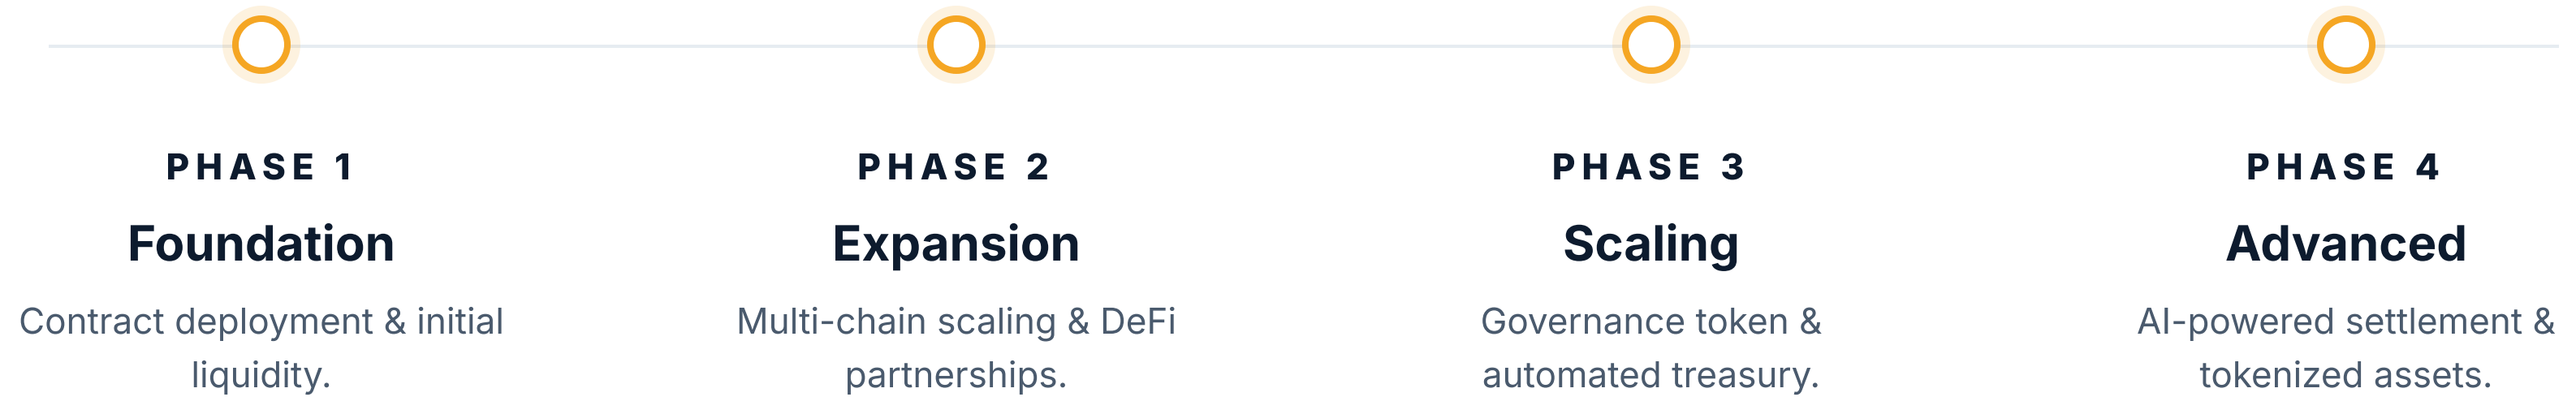 PHASE 1
Foundation
Contract deployment & initial
liquidity.
PHASE 2
Expansion
Multi-chain scaling & DeFi
partnerships.
PHASE 3
Scaling
Governance token &
automated treasury.
PHASE 4
Advanced
AI-powered settlement &
tokenized assets.